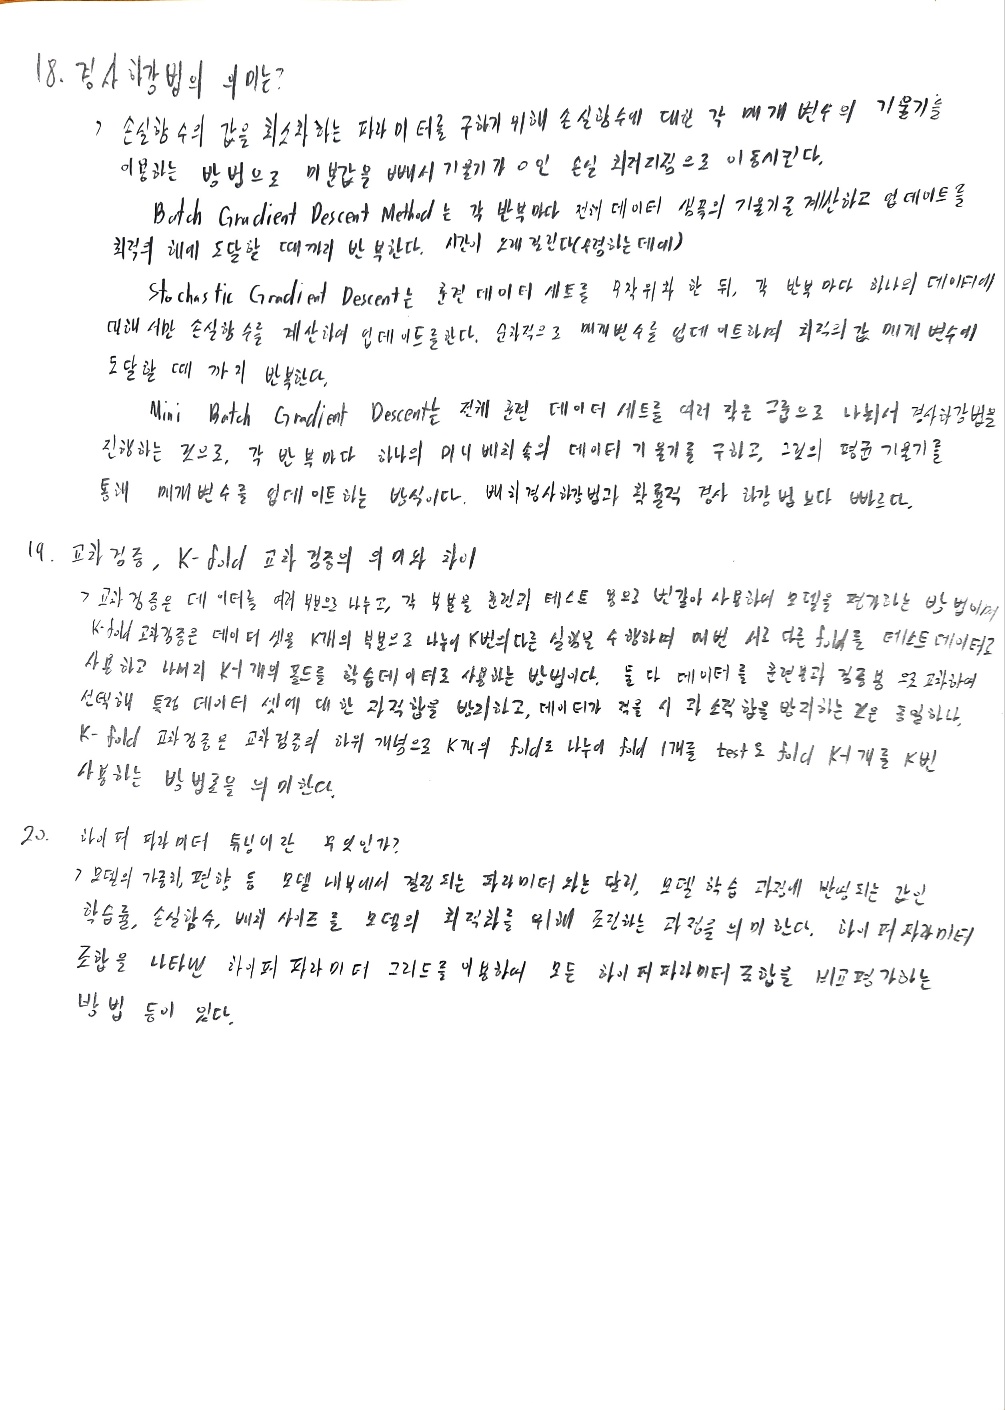 18. 경사 하강법의 의미는?
> 손실함수의 값을 최소화하는 파라미터를 구하기 위해 손실함수에 대한 각 매개 변수의 기울기를
이용하는 방법으로 미분값을 빼서 기울기가 0인 손실 최저지점으로 이동시킨다.
Batch Gradient Descent Method는 각 반복마다 전체 데이터 샘플의 기울기를 계산하고 업데이트를
최적의 해에 도달할 때까지 반복한다. 시간이 오래 걸린다(수렴하는데에)
Stochastic Gradient Descent는 훈련 데이터 세트를 무작위화 한 뒤, 각 반복 마다 하나의 데이터에
대해서만 손실함수를 계산하여 업데이트를한다. 순차적으로 매개변수를 업데이트하며 최적의 값 매개 변수에
도달할 때 까지 반복한다.
Mini Batch Gradient Descent는 전체 훈련 데이터 세트를 여러 작은 그룹으로 나눠서 경사하강법을
진행하는 것으로, 각 반복마다 하나의 미니배치속의 데이터 기울기를 구하고, 그것의 평균 기울기를
통해 매개변수를 업데이트하는 방식이다. 배치경사하강법과 확률적 경사 하강법 보다 빠르다.
19. 교차검증, K-fold 교차 검증의 의미와 차이
> 교차검증은 데이터를 여러 부분으로 나누고, 각 부분을 훈련과 테스트 용으로 번갈아 사용하여 모델을 평가하는 방법이며
K-fold 교차검증은 데이터 셋을 K개의 부분으로 나누어 K번의 다른 실험을 수행하며 매번 서로 다른 fold를 테스트데이터로
사용하고 나머지 K-1개의 폴드를 학습데이터로 사용하는 방법이다. 둘 다 데이터를 훈련용과 검증용 으로 교차하여
선택해 특정 데이터 셋에 대한 과적합을 방지하고, 데이터가 적을 시 과소적합을 방지하는 것은 동일하나,
K-fold 교차검증은 교차검증의 하위 개념으로 K개의 fold로 나누어 fold 1개를 test로 fold K-1개를 K번
사용하는 방법론을 의미한다.
20. 하이퍼 파라미터 튜닝이란 무엇인가?
> 모델의 가중치, 편향 등 모델 내부에서 결정되는 파라미터 와는 달리, 모델 학습 과정에 반영되는 값인
학습률, 손실함수, 배치 사이즈를 모델의 최적화를 위해 조절하는 과정을 의미한다. 하이퍼파라미터
조합을 나타낸 하이퍼 파라미터 그리드를 이용하여 모든 하이퍼파라미터 조합을 비교평가하는
방법 등이 있다.